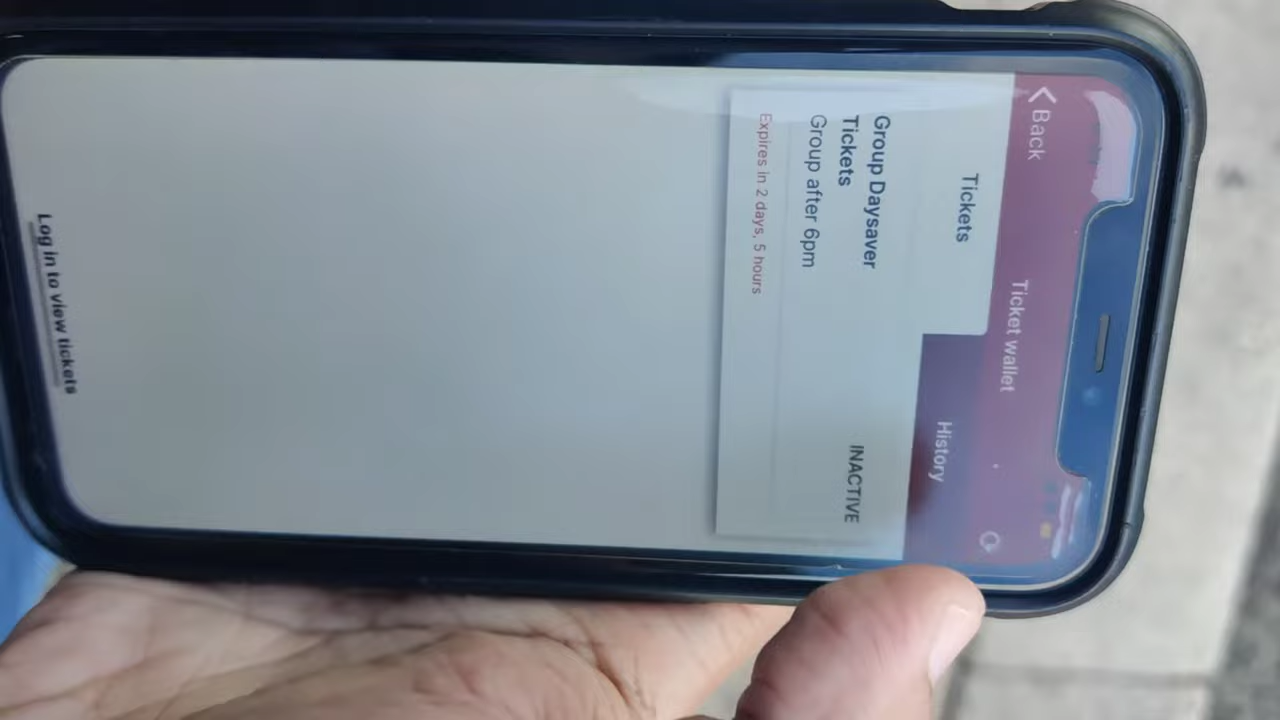 Back
Ticket wallet
Tickets
History
Group Daysaver
Tickets
INACTIVE
Group after 6pm
Expires in 2 days, 5 hours
Log in to view tickets